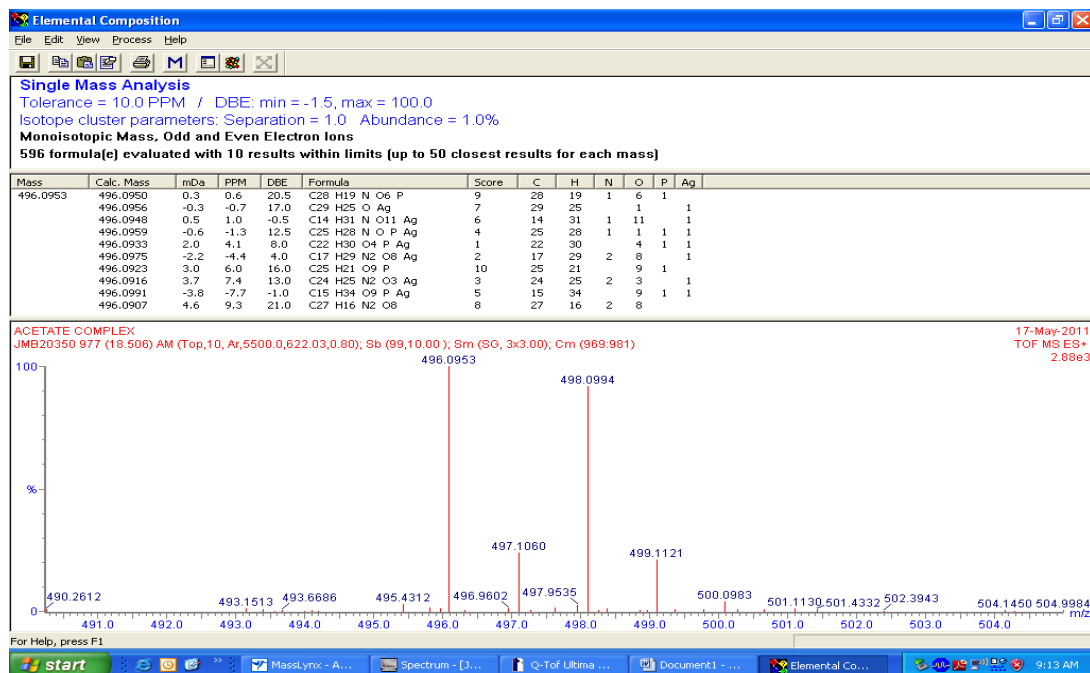 Elemental Composition
File Edit View Process Help
M
Single Mass Analysis
Tolerance = 10.0 PPM / DBE: min = -1.5, max = 100.0
Isotope cluster parameters: Separation = 1.0 Abundance = 1.0%
Monoisotopic Mass, Odd and Even Electron Ions
596 formula(e) evaluated with 10 results within limits (up to 50 closest results for each mass)
Mass Calc. Mass mDa PPM DBE Formula Score C H N O P Ag
496.0953 496.0950 0.3 0.6 20.5 C28 H19 N O6 P 9 28 19 1 6 1
496.0956 -0.3 -0.7 17.0 C29 H25 O Ag 7 29 25 1 1
496.0948 0.5 1.0 -0.5 C14 H31 N O11 Ag 6 14 31 1 11 1
496.0959 -0.6 -1.3 12.5 C25 H28 N O P Ag 4 25 28 1 1 1 1
496.0933 2.0 4.1 8.0 C22 H30 O4 P Ag 1 22 30 4 1 1
496.0975 -2.2 -4.4 4.0 C17 H29 N2 O8 Ag 2 17 29 2 8 1
496.0923 3.0 6.0 16.0 C25 H21 O9 P 10 25 21 9 1
496.0916 3.7 7.4 13.0 C24 H25 N2 O3 Ag 3 24 25 2 3 1
496.0991 -3.8 -7.7 -1.0 C15 H34 O9 P Ag 5 15 34 9 1 1
496.0907 4.6 9.3 21.0 C27 H16 N2 O8 8 27 16 2 8
ACETATE COMPLEX 17-May-2011
JMB20350 977 (18.506) AM (Top,10, Ar,5500.0,622.03,0.80); Sb (99,10.00 ); Sm (SG, 3x3.00); Cm (969:981) TOF MS ES+
2.88e3
100
496.0953
498.0994
%
497.1060
499.1121
490.2612 493.1513 493.6686 495.4312 496.9602 497.9535 500.0983 501.1130 501.4332 502.3943 504.1450 504.9984
0
m/z
491.0 492.0 493.0 494.0 495.0 496.0 497.0 498.0 499.0 500.0 501.0 502.0 503.0 504.0
For Help, press F1
start » MassLynx - A... Spectrum - [J... Q-Tof Ultima ... Document1 - ... Elemental Co... 9:13 AM